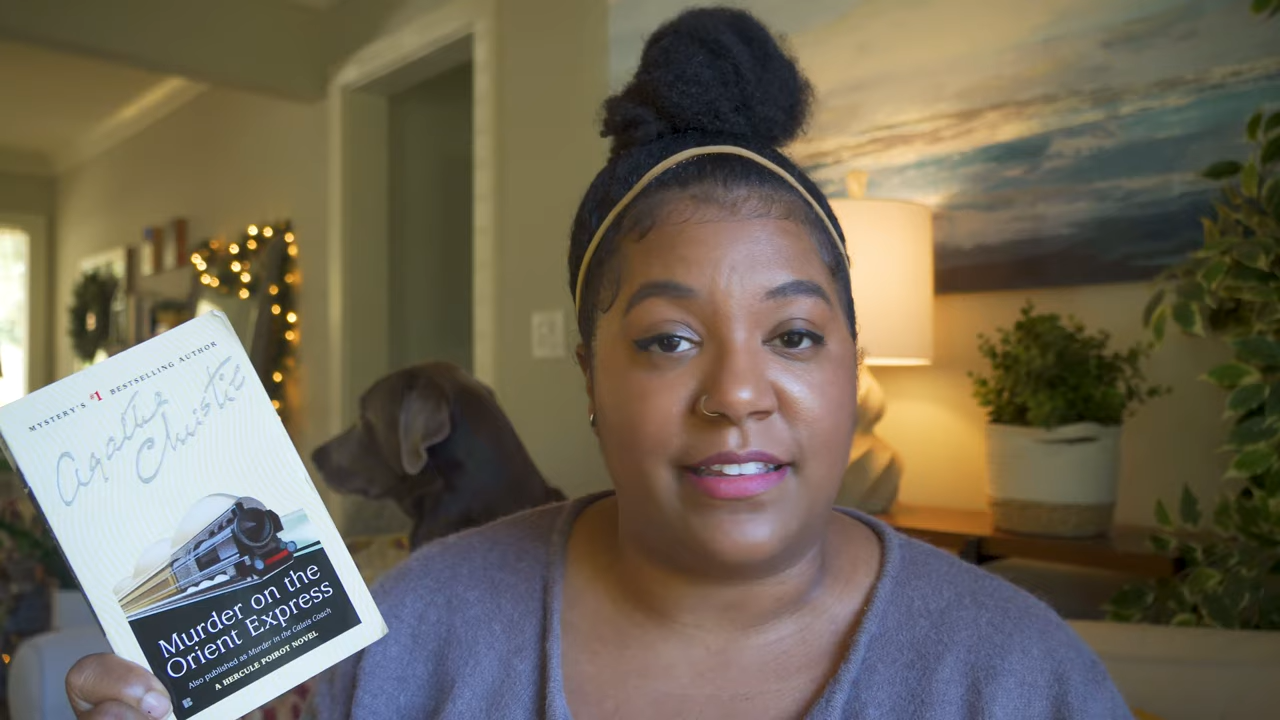 MYSTERY'S #1 BESTSELLING AUTHOR
Agatha
Christie
Murder on the
Orient Express
Also published as Murder in the Calais Coach
A HERCULE POIROT NOVEL